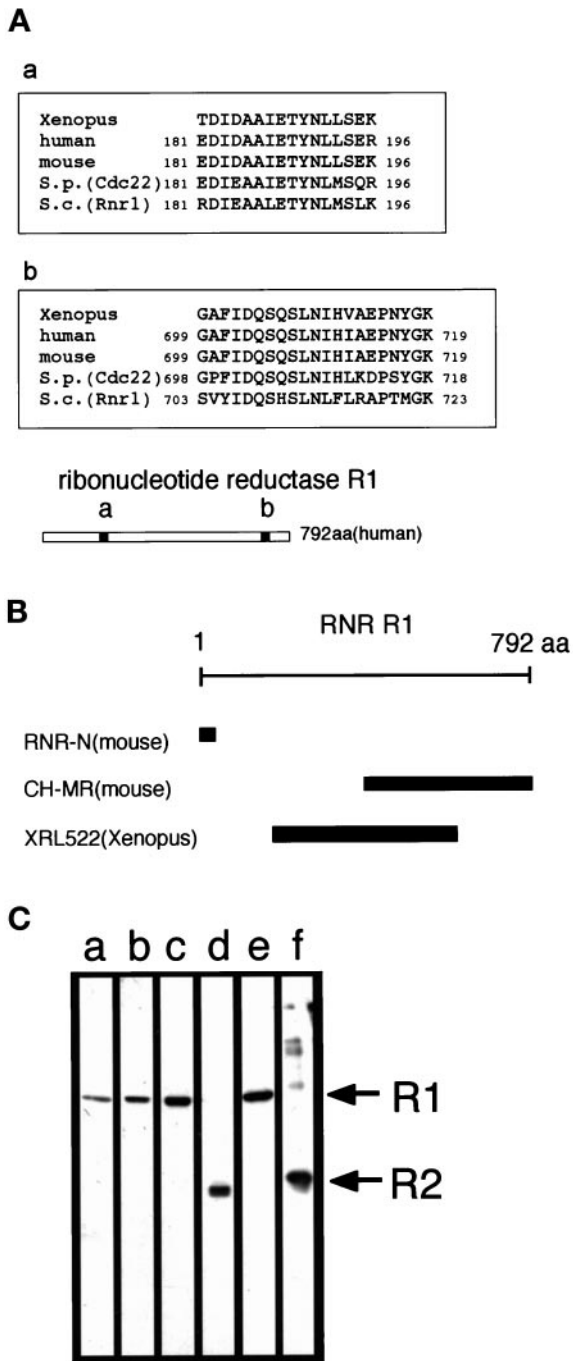 A
a
Xenopus TDIDAAIETYNLLSEK
human 181 EDIDAAIETYNLLSER 196
mouse 181 EDIDAAIETYNLLSEK 196
S.p.(Cdc22)181 EDIEAAIETYNLMSQR 196
S.c.(Rnr1) 181 RDIEAALETYNLMSLK 196
b
Xenopus GAFIDQSQSLNIHVAEPNYGK
human 699 GAFIDQSQSLNIHIAEPNYGK 719
mouse 699 GAFIDQSQSLNIHIAEPNYGK 719
S.p.(Cdc22)698 GPFIDQSQSLNIHLKDPSYGK 718
S.c.(Rnr1) 703 SVYIDQSHSLNLFLRAPTMGK 723
ribonucleotide reductase R1
a b
792aa(human)
B
RNR R1
1 792 aa
RNR-N(mouse)
CH-MR(mouse)
XRL522(Xenopus)
C
a b c d e f
R1
R2